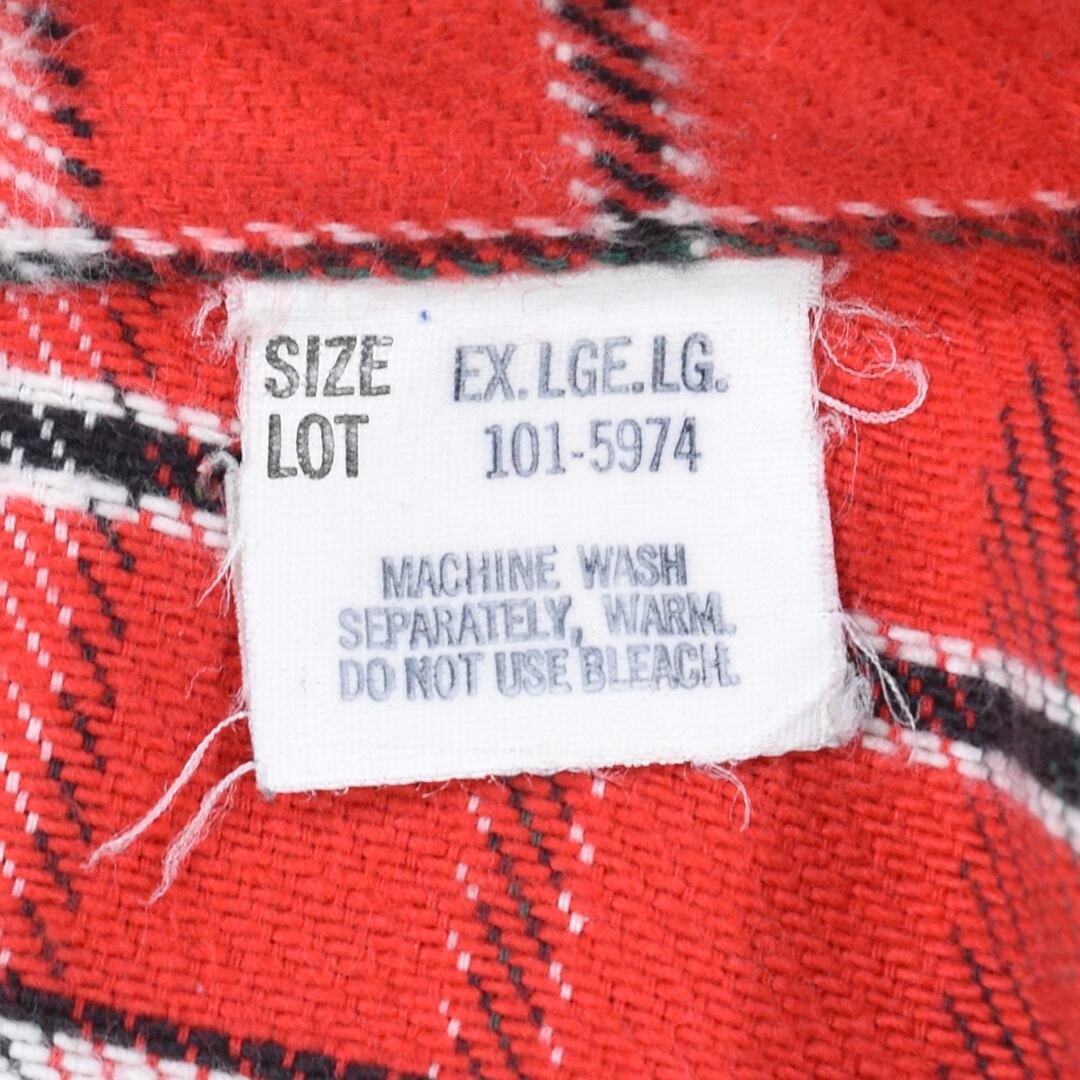 SIZE EX. LGE. LG.
LOT 101-5974
MACHINE WASH
SEPARATELY, WARM.
DO NOT USE BLEACH.